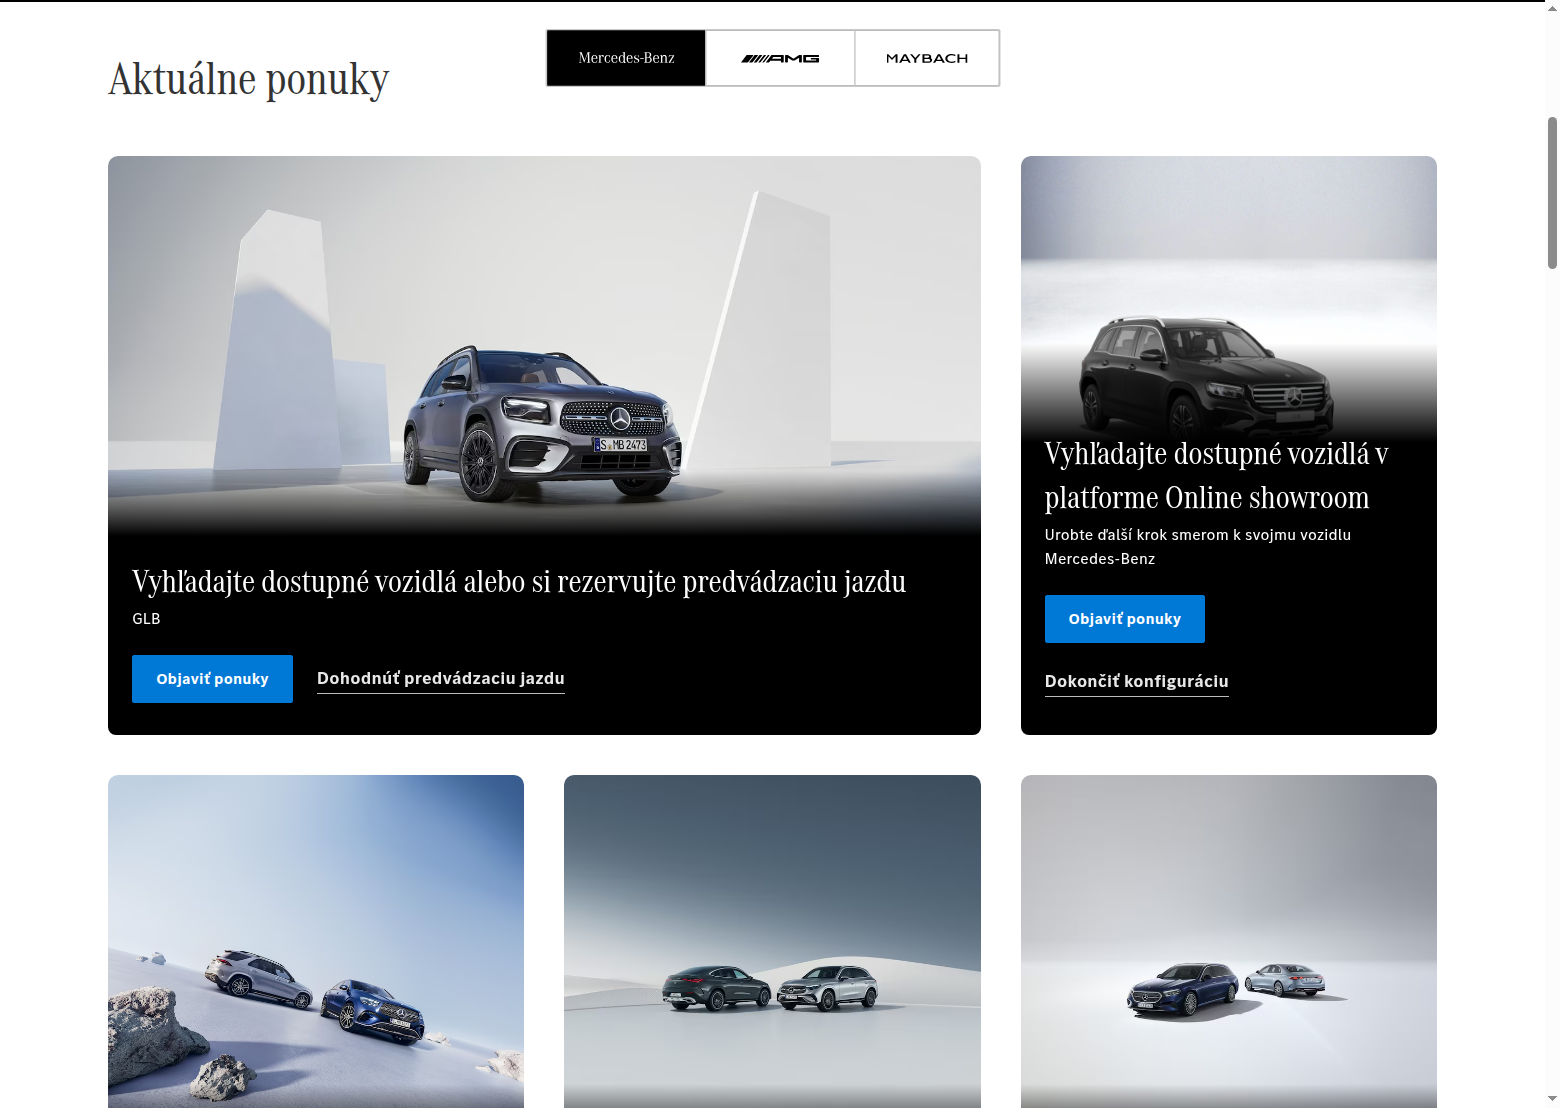 Aktuálne ponuky
Mercedes-Benz
AMG
MAYBACH
S MB 2473
Vyhľadajte dostupné vozidlá alebo si rezervujte predvádzaciu jazdu
GLB
Objaviť ponuky
Dohodnúť predvádzaciu jazdu
Vyhľadajte dostupné vozidlá v
platforme Online showroom
Urobte ďalší krok smerom k svojmu vozidlu
Mercedes-Benz
Objaviť ponuky
Dokončiť konfiguráciu